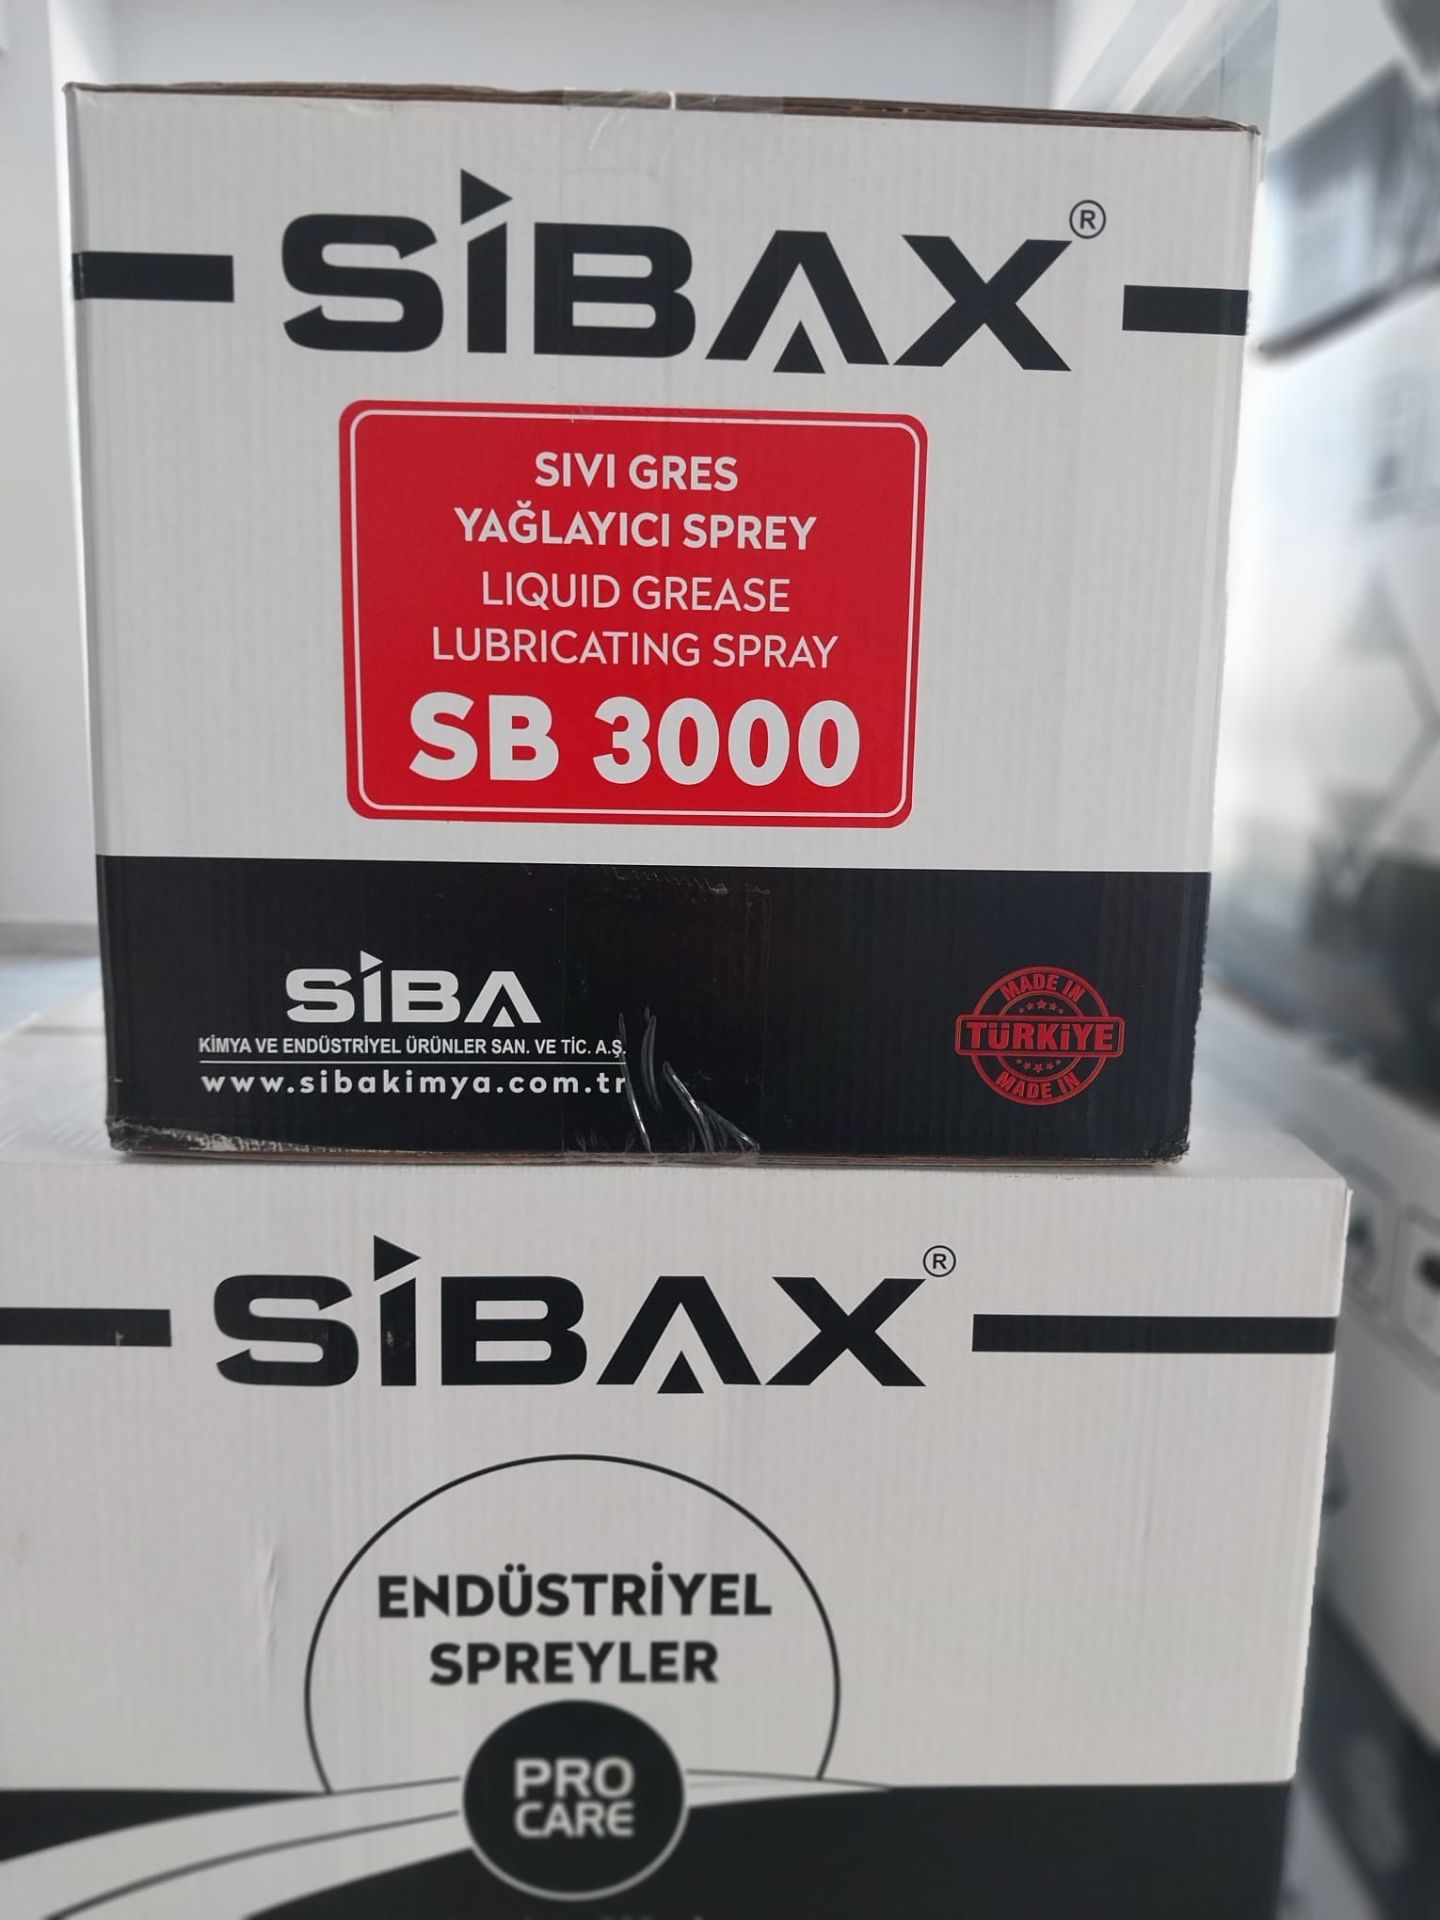 SİBAX®
SIVI GRES
YAĞLAYICI SPREY
LIQUID GREASE
LUBRICATING SPRAY
SB 3000
SİBA
KİMYA VE ENDÜSTRİYEL ÜRÜNLER SAN. VE TİC. A.Ş.
www.sibakimya.com.tr
MADE IN
TÜRKİYE
MADE IN
SİBAX®
ENDÜSTRİYEL
SPREYLER
PRO
CARE